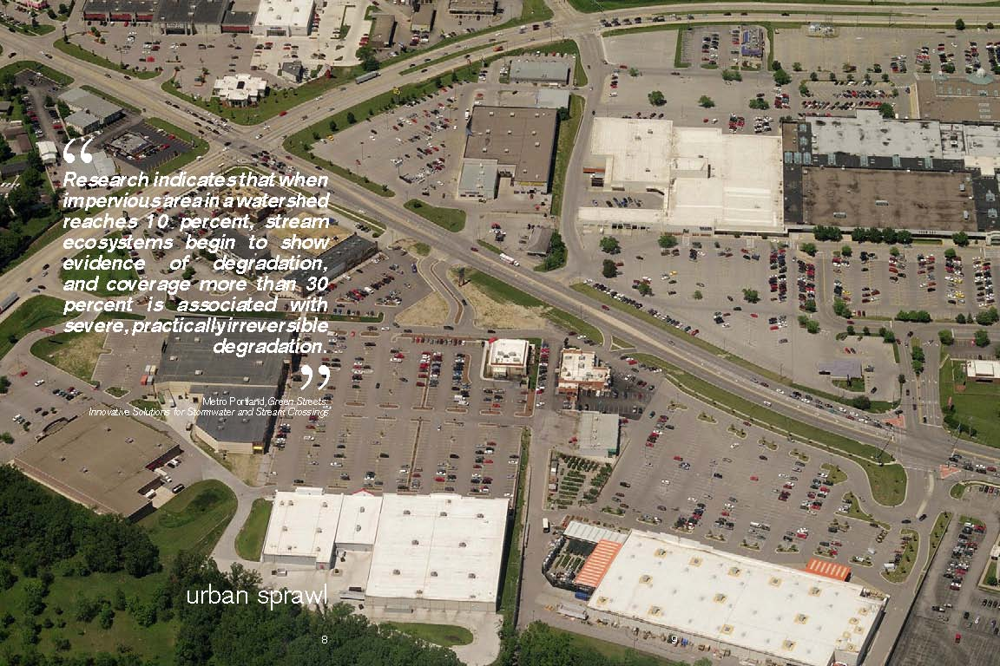 “
Research indicates that when
impervious area in a watershed
reaches 10 percent, stream
ecosystems begin to show
evidence of degradation,
and coverage more than 30
percent is associated with
severe, practically irreversible
degradation.
”
Metro Portland, Green Streets:
Innovative Solutions for Stormwater and Stream Crossings
urban sprawl
8
9